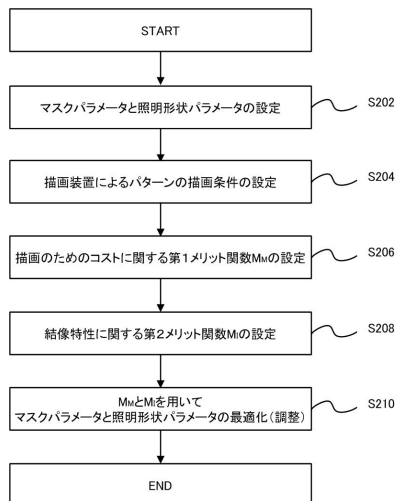 START
マスクパラメータと照明形状パラメータの設定
S202
描画装置によるパターンの描画条件の設定
S204
描画のためのコストに関する第1メリット関数MMの設定
S206
結像特性に関する第2メリット関数MIの設定
S208
MMとMIを用いて
マスクパラメータと照明形状パラメータの最適化(調整)
S210
END